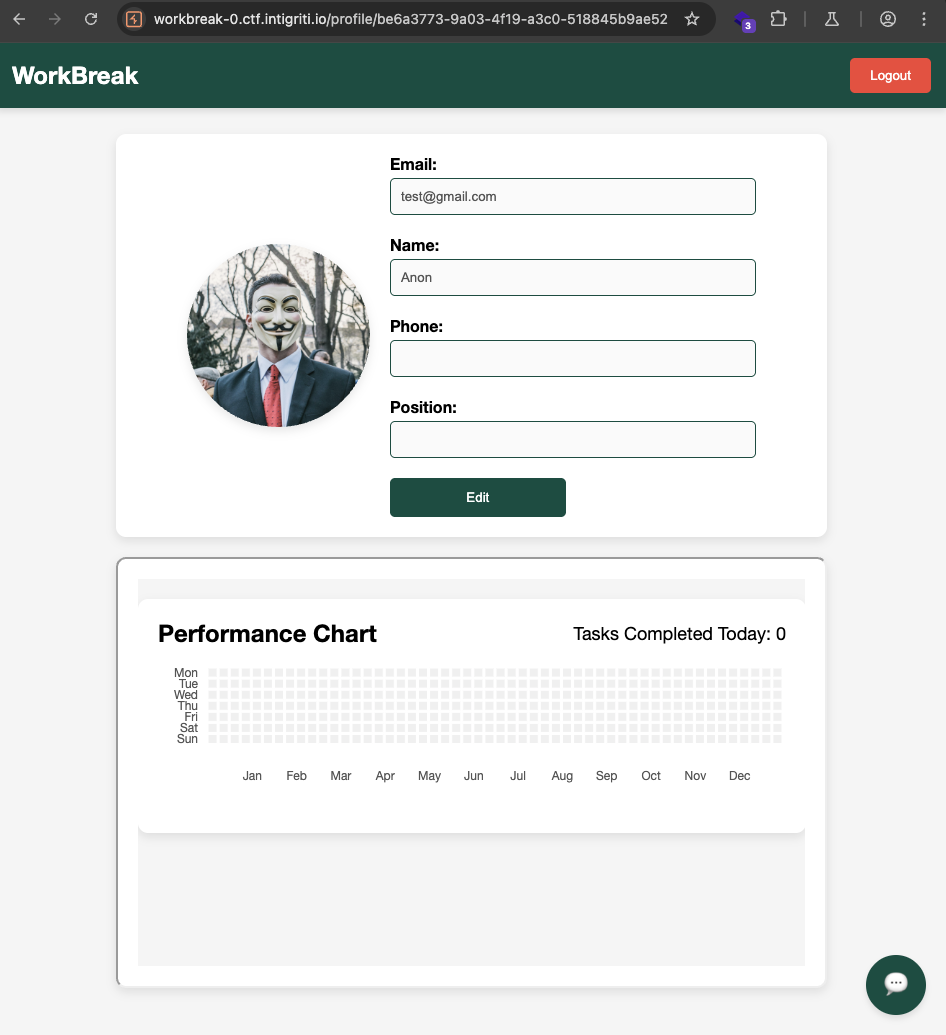 workbreak-0.ctf.intigriti.io/profile/be6a3773-9a03-4f19-a3c0-518845b9ae52
3
WorkBreak
Logout
Email:
test@gmail.com
Name:
Anon
Phone:
Position:
Edit
Performance Chart
Tasks Completed Today: 0
Mon
Tue
Wed
Thu
Fri
Sat
Sun
Jan Feb Mar Apr May Jun Jul Aug Sep Oct Nov Dec